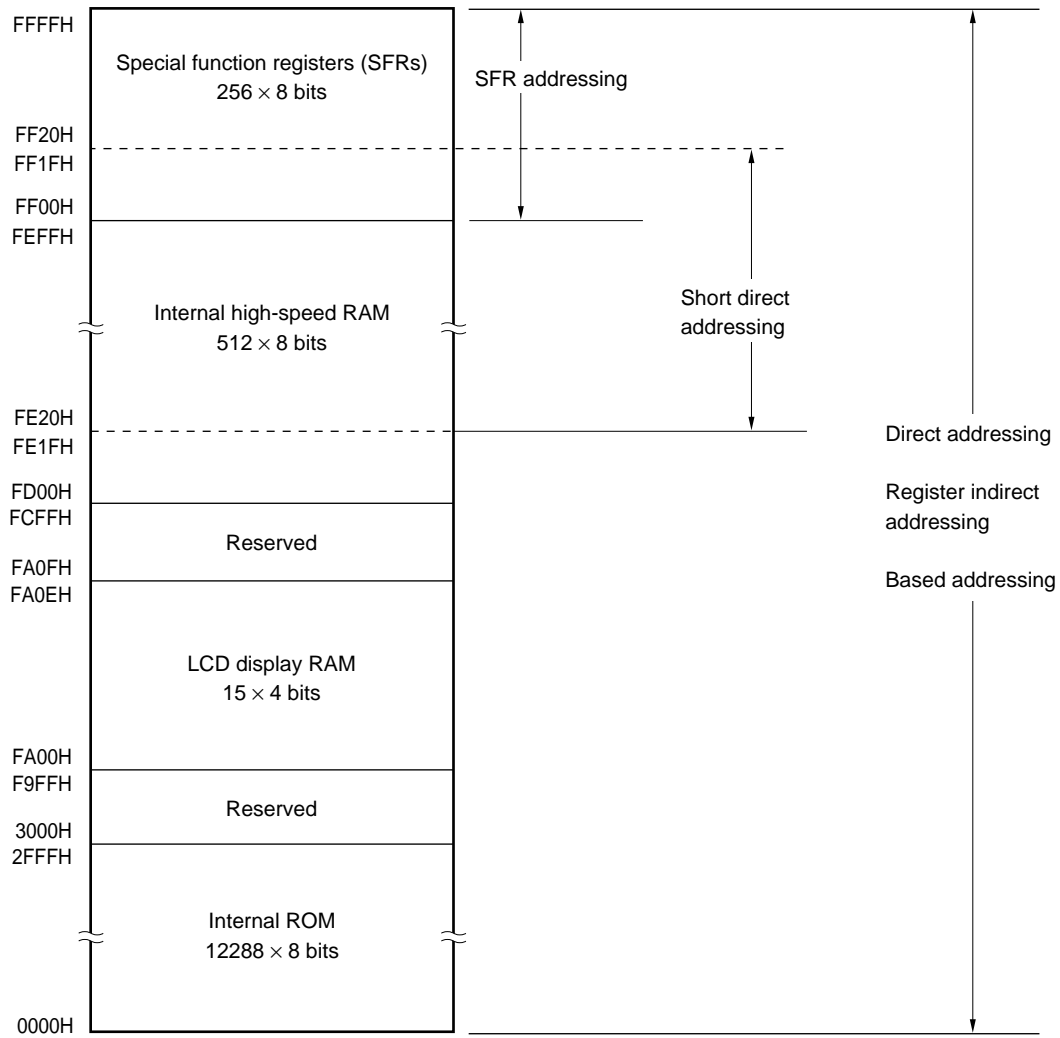 FFFFH
Special function registers (SFRs)
256 × 8 bits
SFR addressing
FF20H
FF1FH
FF00H
FEFFH
Internal high-speed RAM
512 × 8 bits
Short direct
addressing
FE20H
FE1FH
Direct addressing
Register indirect
addressing
Based addressing
FD00H
FCFFH
Reserved
FA0FH
FA0EH
LCD display RAM
15 × 4 bits
FA00H
F9FFH
Reserved
3000H
2FFFH
Internal ROM
12288 × 8 bits
0000H